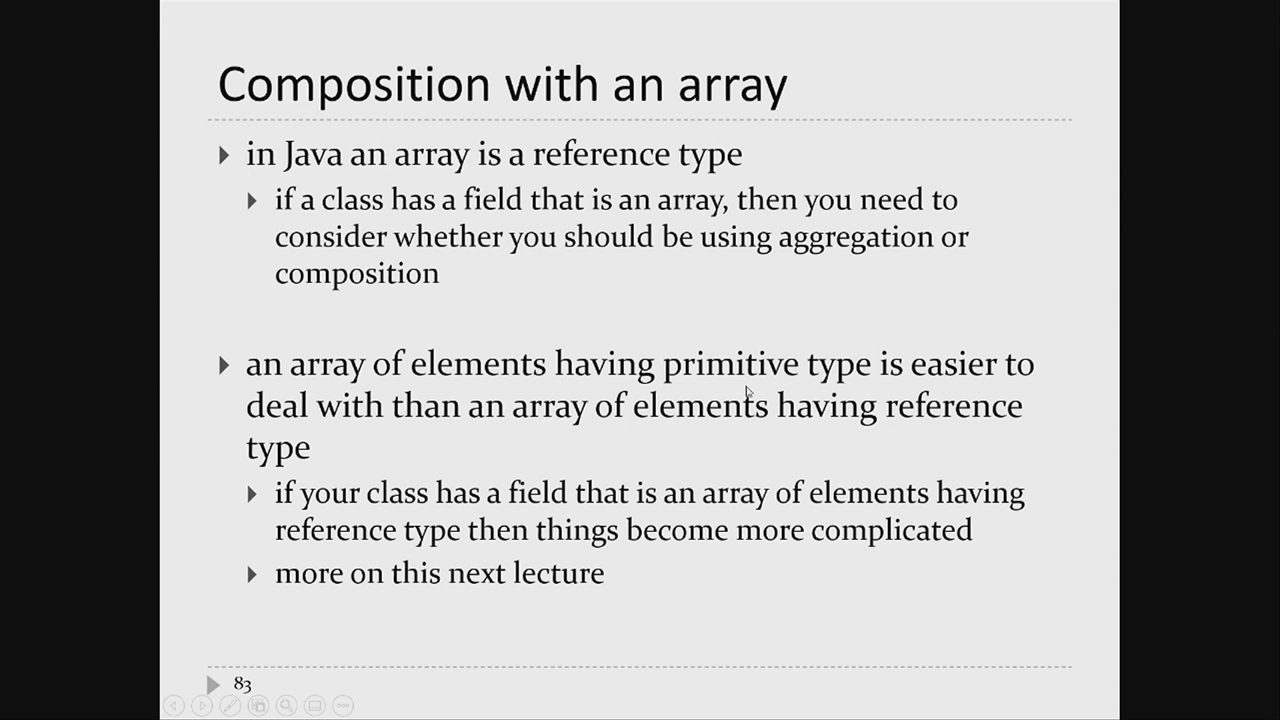 Composition with an array
in Java an array is a reference type
if a class has a field that is an array, then you need to
consider whether you should be using aggregation or
composition
an array of elements having primitive type is easier to
deal with than an array of elements having reference
type
if your class has a field that is an array of elements having
reference type then things become more complicated
more on this next lecture
83